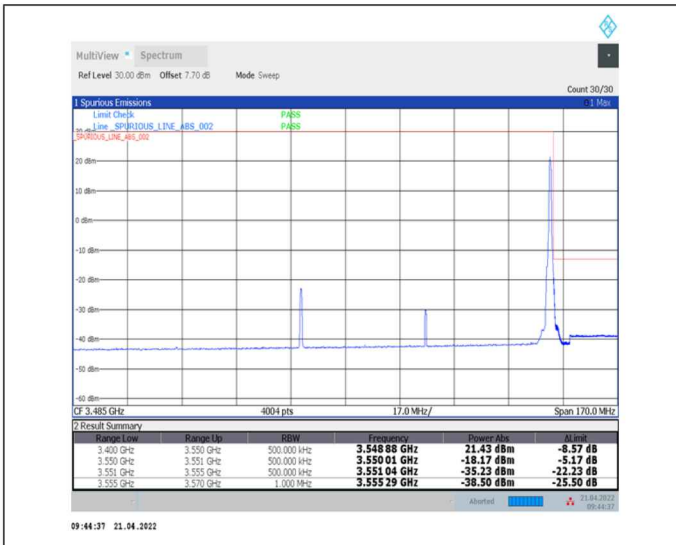 MultiView Spectrum
Ref Level 30.00 dBm Offset 7.70 dB Mode Sweep
Count 30/30
1 Spurious Emissions 1 Max
Limit Check PASS
Line _SPURIOUS_LINE_ABS_002 PASS
30 dBm
_SPURIOUS_LINE_ABS_002
20 dBm
10 dBm
0 dBm
-10 dBm
-20 dBm
-30 dBm
-40 dBm
-50 dBm
-60 dBm
CF 3.485 GHz 4004 pts 17.0 MHz/ Span 170.0 MHz
2 Result Summary
Range Low Range Up RBW Frequency Power Abs ΔLimit
3.400 GHz 3.550 GHz 500.000 kHz 3.548 88 GHz 21.43 dBm -8.57 dB
3.550 GHz 3.551 GHz 500.000 kHz 3.550 01 GHz -18.17 dBm -5.17 dB
3.551 GHz 3.555 GHz 500.000 kHz 3.551 04 GHz -35.23 dBm -22.23 dB
3.555 GHz 3.570 GHz 1.000 MHz 3.555 29 GHz -38.50 dBm -25.50 dB
Aborted 21.04.2022
09:44:37
09:44:37 21.04.2022